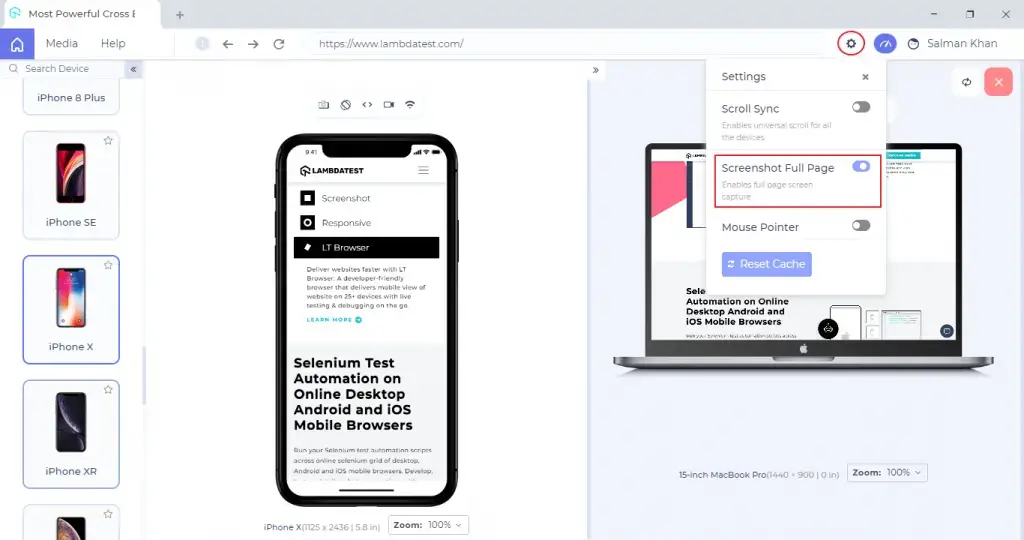 Most Powerful Cross E
Media
Help
https://www.lambdatest.com/
Salman Khan
Search Device
iPhone 8 Plus
iPhone SE
iPhone X
iPhone XR
9:41
LAMBDATEST
Screenshot
Responsive
LT Browser
Deliver websites faster with LT
Browser: A developer-friendly
browser that delivers mobile view of
website on 25+ devices with live
testing & debugging on the go.
LEARN MORE
Selenium Test
Automation on
Online Desktop
Android and iOS
Mobile Browsers
Run your Selenium test automation scripts
across online selenium grid of desktop,
Android and iOS mobile browsers. Develop,
iPhone X(1125 x 2436 | 5.8 in)
Zoom: 100%
Settings
Scroll Sync
Enables universal scroll for all
the devices
Screenshot Full Page
Enables full page screen
capture
Mouse Pointer
Reset Cache
Automation on Online
Desktop Android and
iOS Mobile Browsers
15-inch MacBook Pro(1440 × 900 | 0 in)
Zoom: 100%